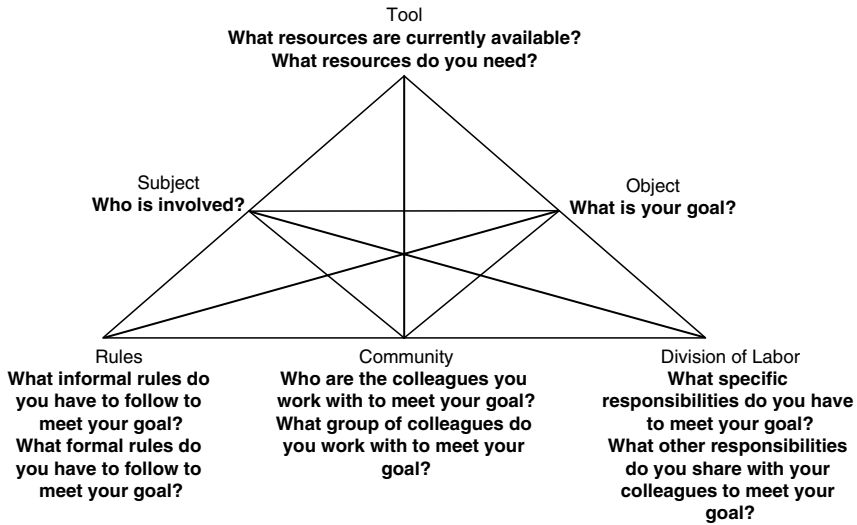 Tool
What resources are currently available?
What resources do you need?
Subject
Who is involved?
Object
What is your goal?
Rules
What informal rules do
you have to follow to
meet your goal?
What formal rules do
you have to follow to
meet your goal?
Community
Who are the colleagues you
work with to meet your goal?
What group of colleagues do
you work with to meet your
goal?
Division of Labor
What specific
responsibilities do you have
to meet your goal?
What other responsibilities
do you share with your
colleagues to meet your
goal?